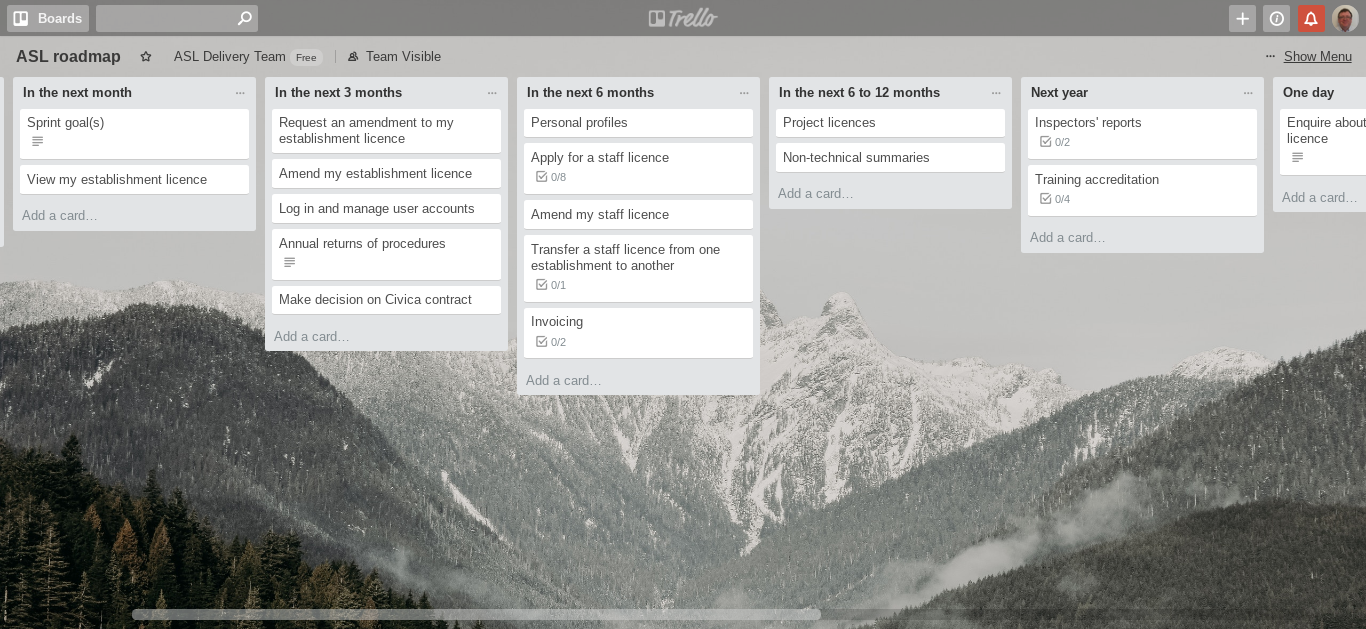 Boards
Trello
ASL roadmap
ASL Delivery Team Free
Team Visible
... Show Menu
In the next month
Sprint goal(s)
View my establishment licence
Add a card…
In the next 3 months
Request an amendment to my
establishment licence
Amend my establishment licence
Log in and manage user accounts
Annual returns of procedures
Make decision on Civica contract
Add a card…
In the next 6 months
Personal profiles
Apply for a staff licence
0/8
Amend my staff licence
Transfer a staff licence from one
establishment to another
0/1
Invoicing
0/2
Add a card…
In the next 6 to 12 months
Project licences
Non-technical summaries
Add a card…
Next year
Inspectors' reports
0/2
Training accreditation
0/4
Add a card…
One day
Enquire about
licence
Add a card…